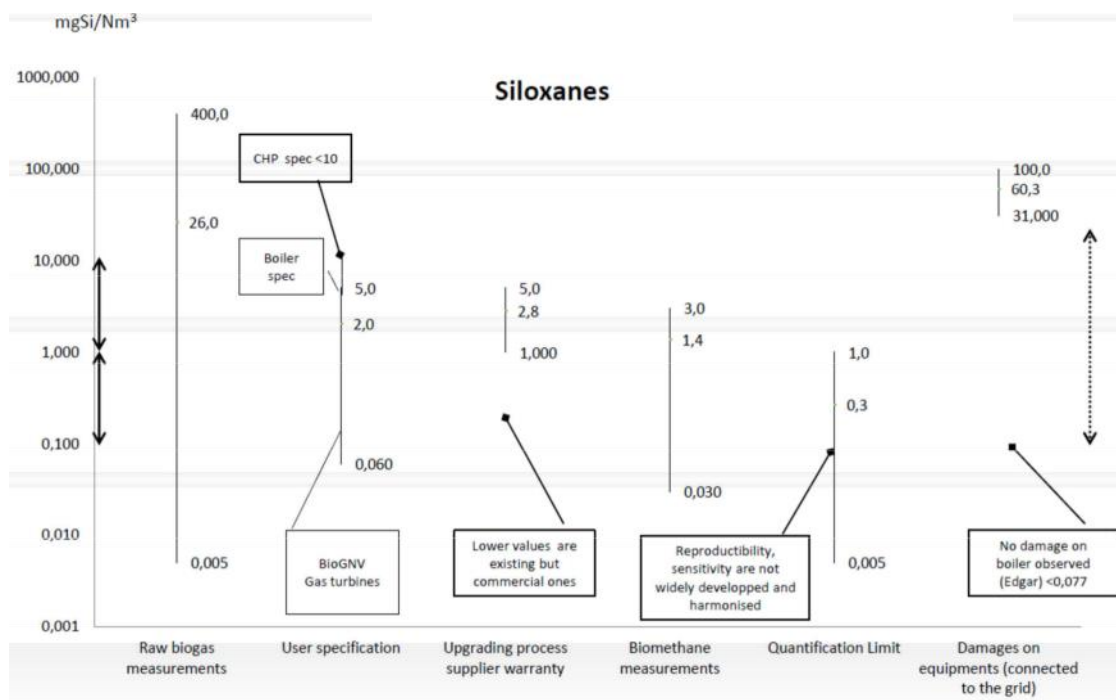 mgSi/Nm³
Siloxanes
1000,000
100,000
10,000
1,000
0,100
0,010
0,001
400,0
26,0
0,005
CHP spec <10
Boiler
spec
5,0
2,0
0,060
BioGNV
Gas turbines
5,0
2,8
1,000
Lower values are
existing but
commercial ones
3,0
1,4
0,030
Reproductibility,
sensitivity are not
widely developped and
harmonised
1,0
0,3
0,005
100,0
60,3
31,000
No damage on
boiler observed
(Edgar) <0,077
Raw biogas
measurements
User specification
Upgrading process
supplier warranty
Biomethane
measurements
Quantification Limit
Damages on
equipments (connected
to the grid)